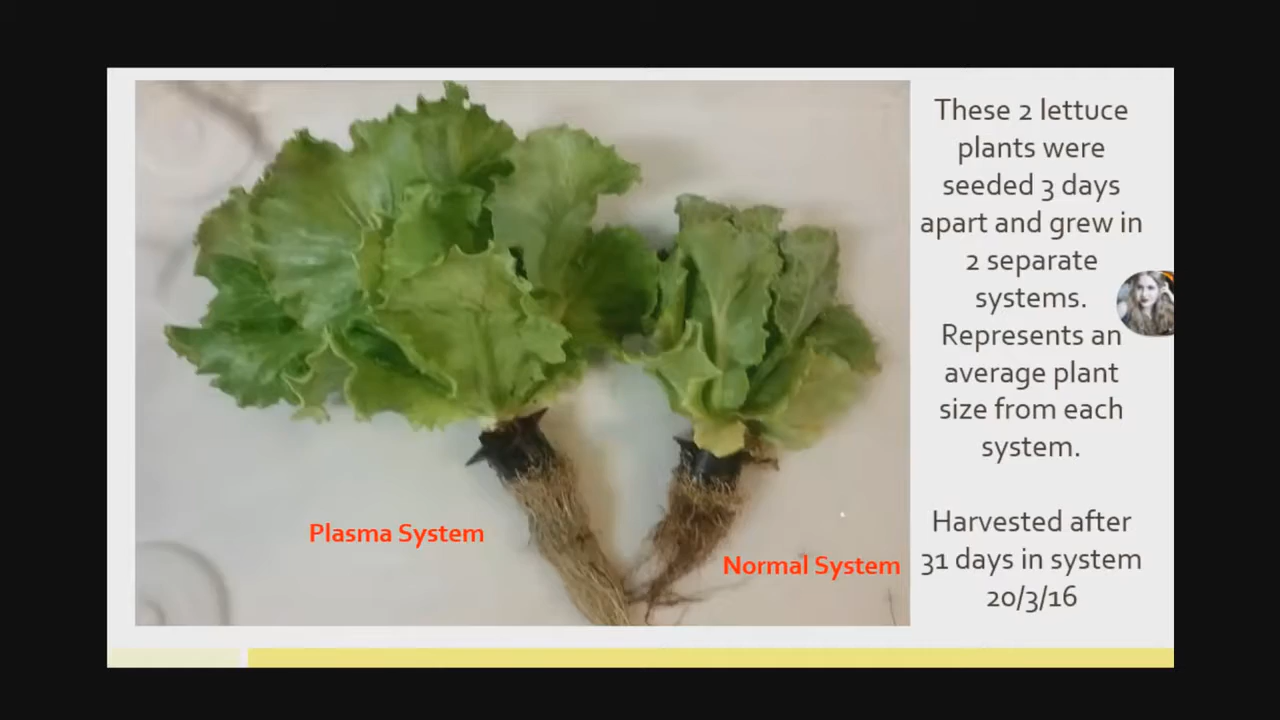 These 2 lettuce
plants were
seeded 3 days
apart and grew in
2 separate
systems.
Represents an
average plant
size from each
system.
Harvested after
31 days in system
20/3/16
Plasma System
Normal System